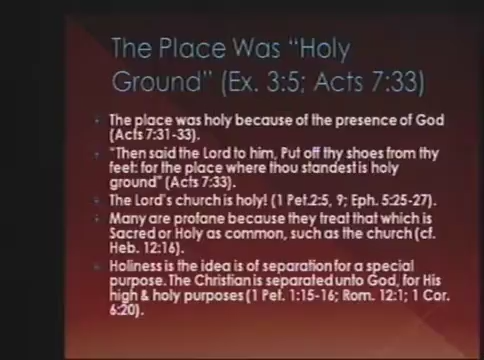 The Place Was “Holy
Ground” (Ex. 3:5; Acts 7:33)
The place was holy because of the presence of God
(Acts 7:31-33).
“Then said the Lord to him, Put off thy shoes from thy
feet: for the place where thou standest is holy
ground” (Acts 7:33).
The Lord's church is holy! (1 Pet.2:5, 9; Eph. 5:25-27).
Many are profane because they treat that which is
Sacred or Holy as common, such as the church (cf.
Heb. 12:16).
Holiness is the idea is of separation for a special
purpose. The Christian is separated unto God, for His
high & holy purposes (1 Pet. 1:15-16; Rom. 12:1; 1 Cor.
6:20).